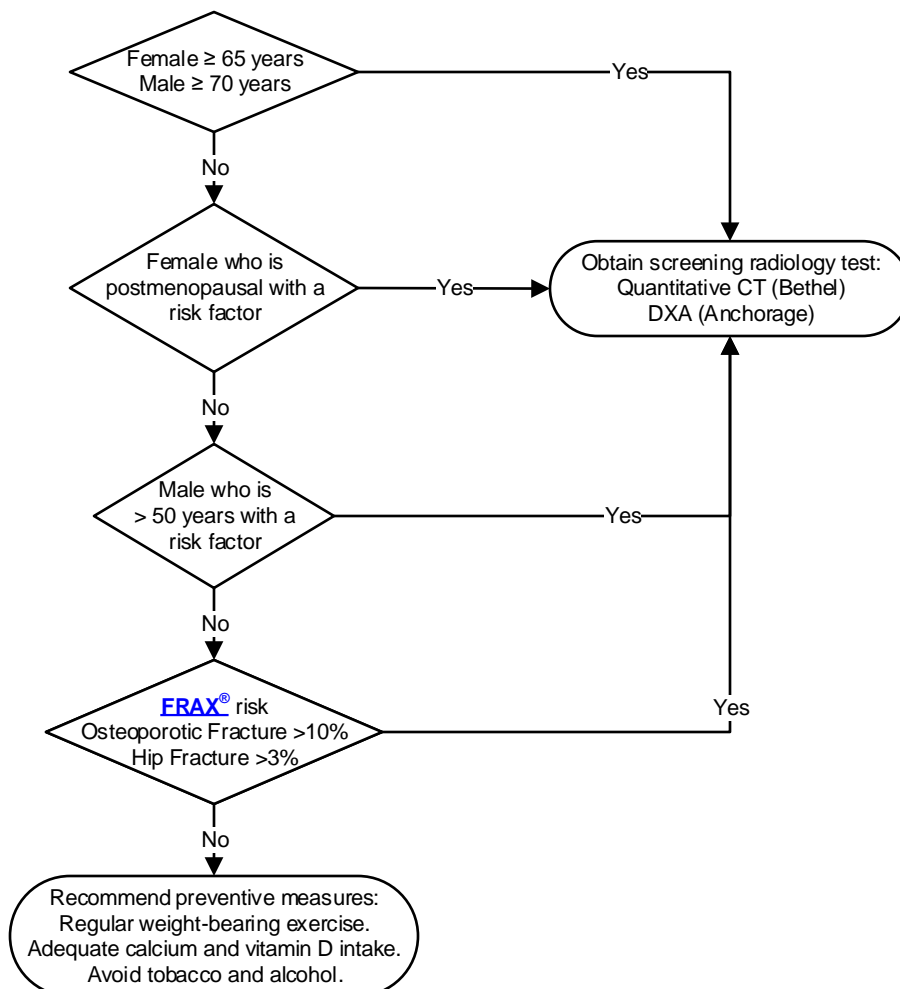 Female ≥ 65 years
Male ≥ 70 years
Yes
No
Female who is
postmenopausal with a
risk factor
Yes
Obtain screening radiology test:
Quantitative CT (Bethel)
DXA (Anchorage)
No
Male who is
> 50 years with a
risk factor
Yes
No
FRAX® risk
Osteoporotic Fracture >10%
Hip Fracture >3%
Yes
No
Recommend preventive measures:
Regular weight-bearing exercise.
Adequate calcium and vitamin D intake.
Avoid tobacco and alcohol.